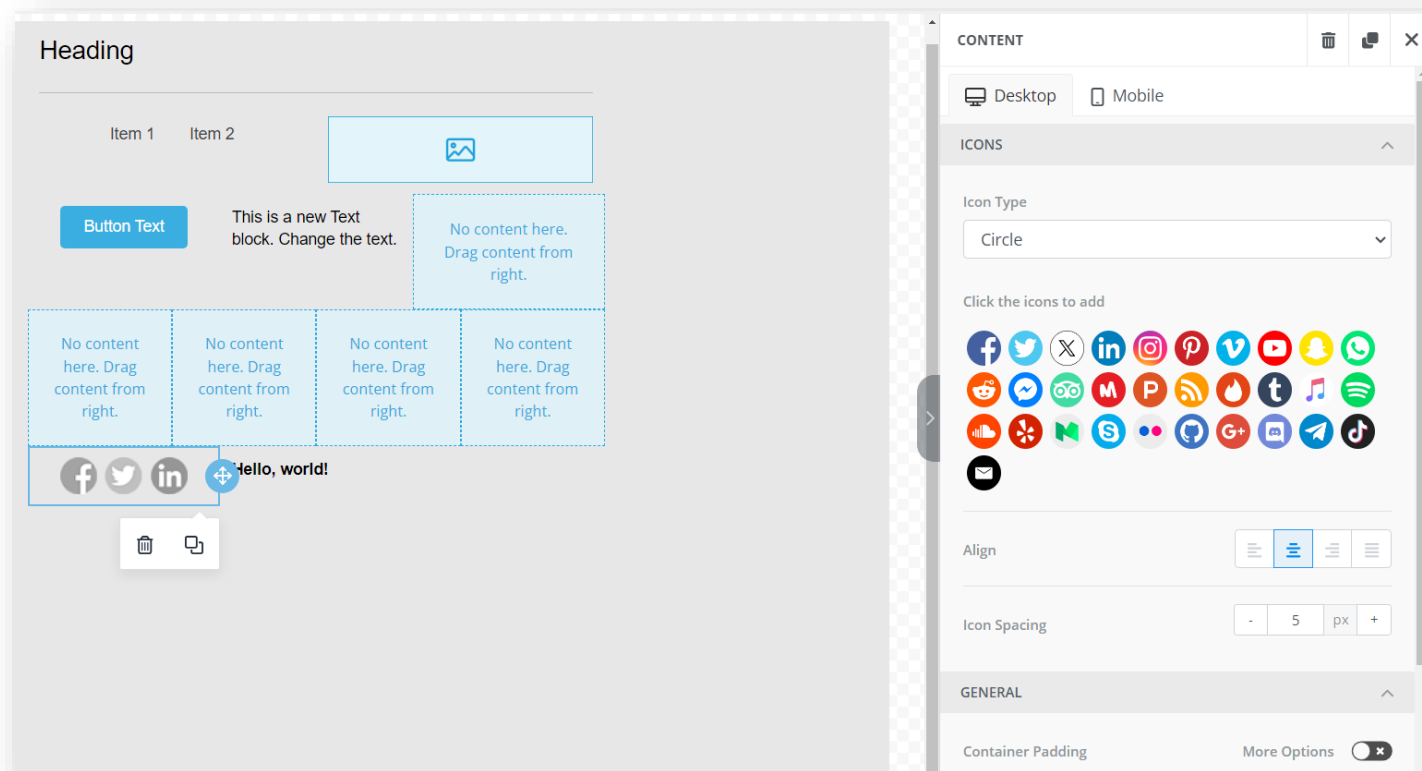 Heading
Item 1 Item 2
Button Text
This is a new Text
block. Change the text.
No content here.
Drag content from
right.
No content
here. Drag
content from
right.
No content
here. Drag
content from
right.
No content
here. Drag
content from
right.
No content
here. Drag
content from
right.
Hello, world!
CONTENT
Desktop Mobile
ICONS
Icon Type
Circle
Click the icons to add
Align
Icon Spacing - 5 px +
GENERAL
Container Padding More Options